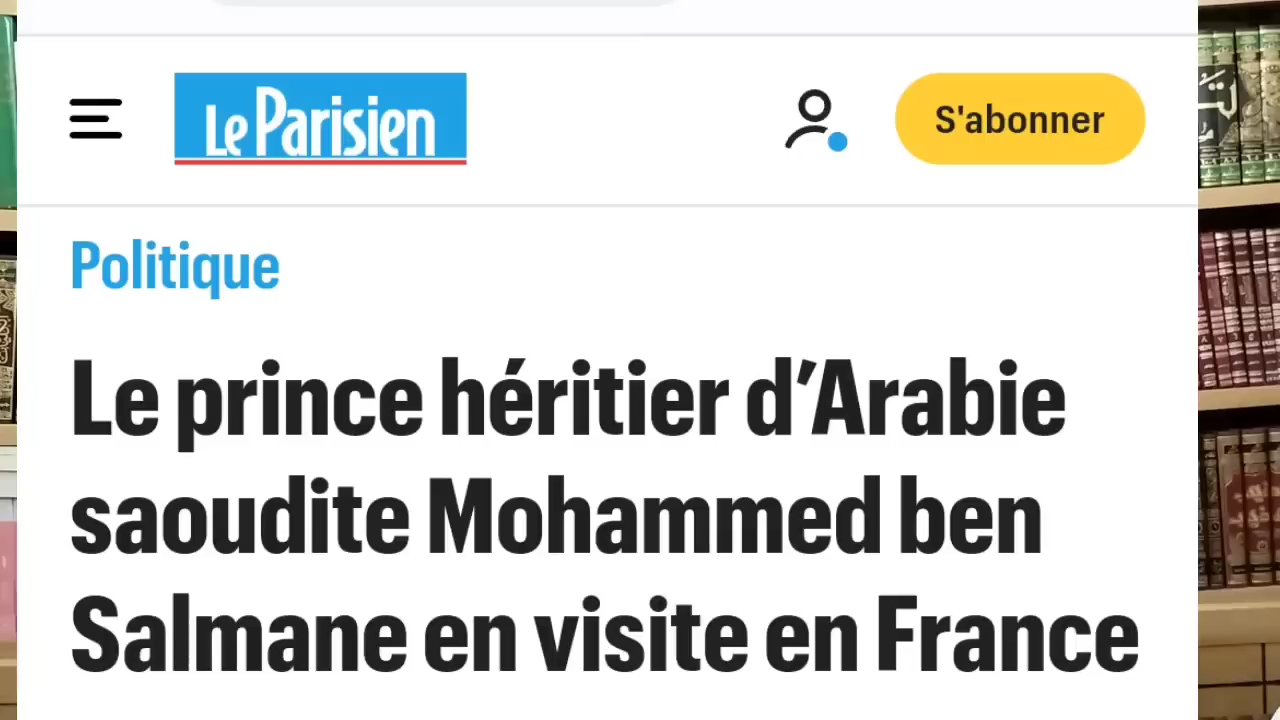 Le Parisien
S'abonner
Politique
Le prince héritier d’Arabie
saoudite Mohammed ben
Salmane en visite en France